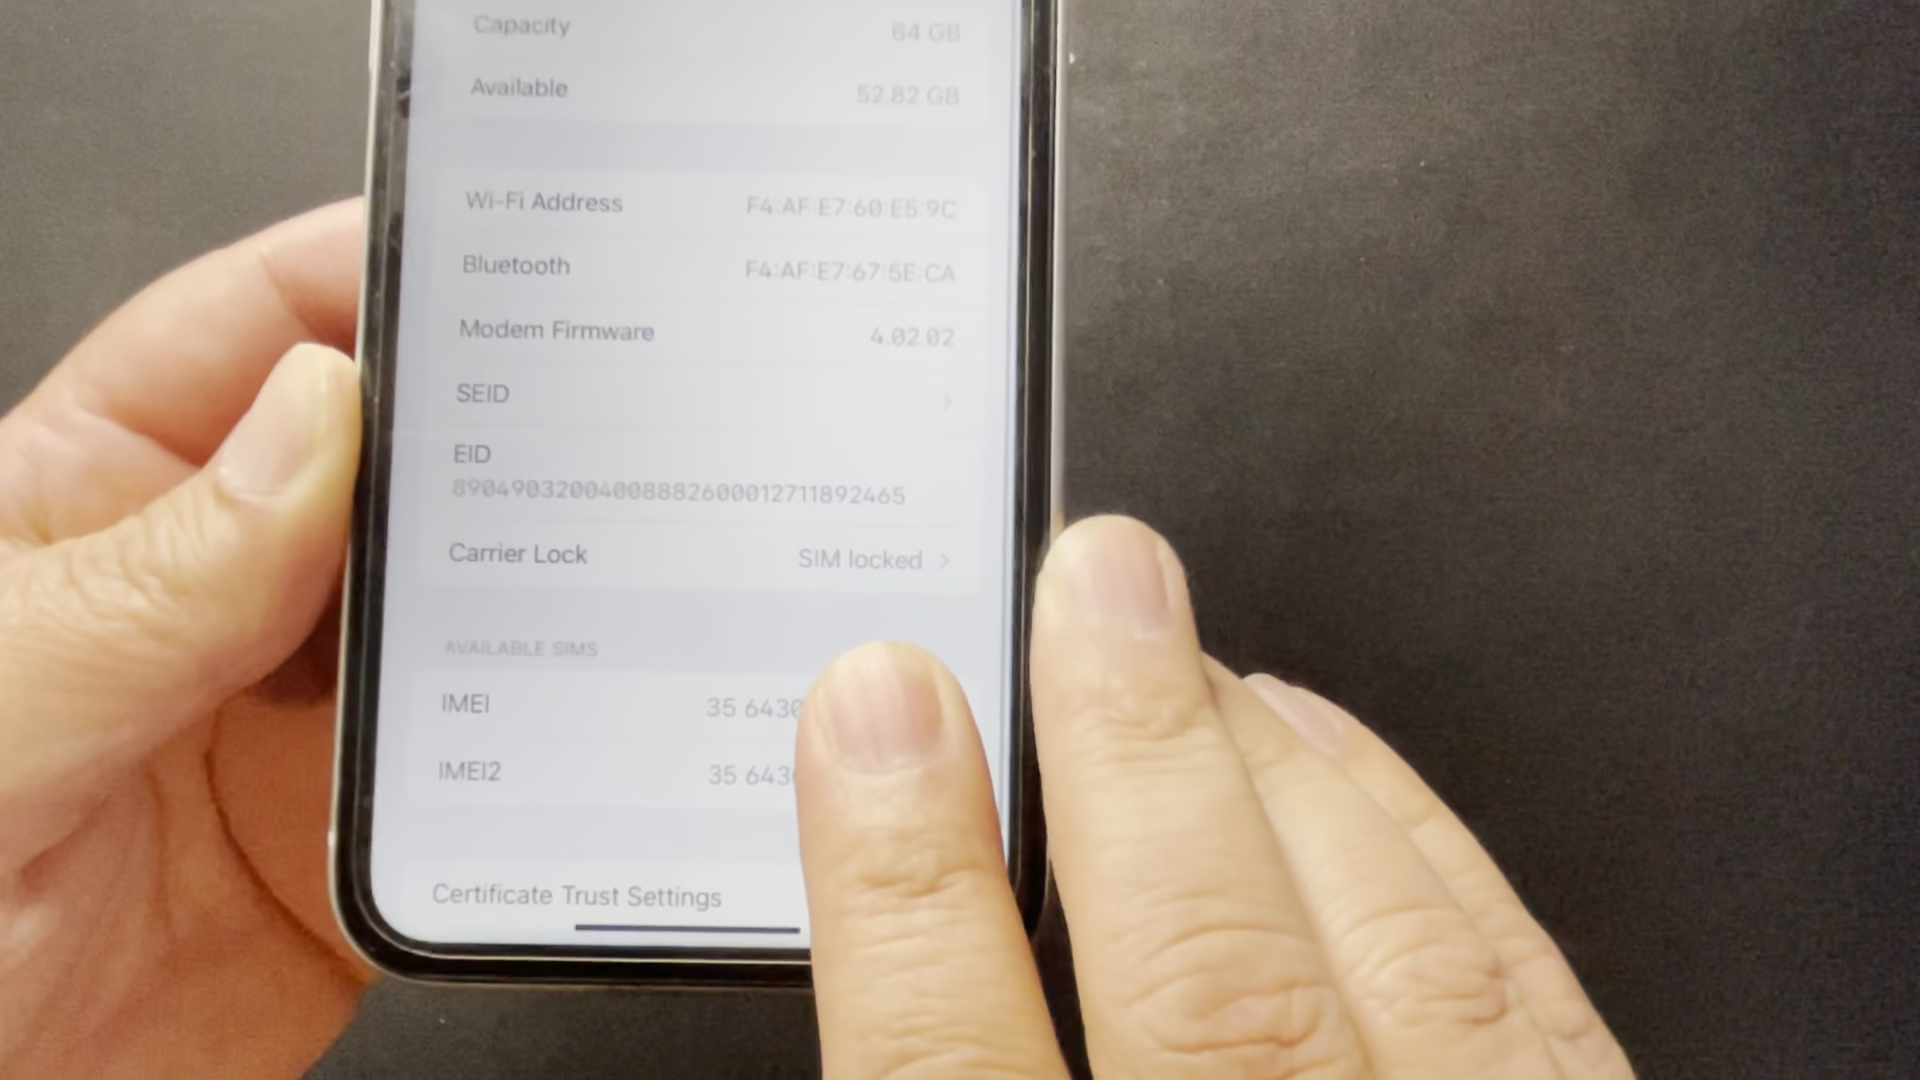 Capacity 64 GB
Available 52.82 GB
Wi-Fi Address F4:AF:E7:60:E5:9C
Bluetooth F4:AF:E7:67:5E:CA
Modem Firmware 4.02.02
SEID
EID
89049032004008882600012711892465
Carrier Lock SIM locked
AVAILABLE SIMS
IMEI 35 6430
IMEI2 35 643
Certificate Trust Settings